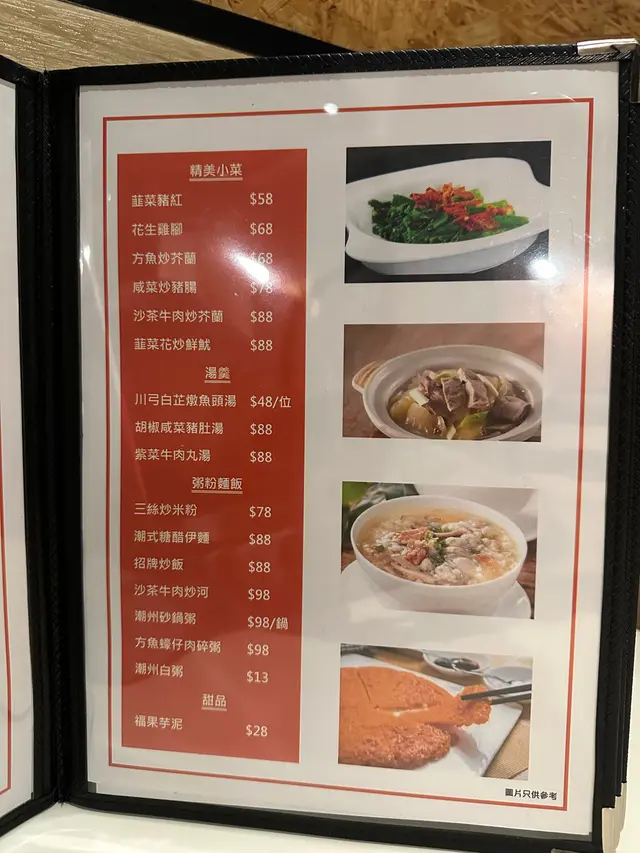 精美小菜
韮菜豬紅 $58
花生雞腳 $68
方魚炒芥蘭 $68
咸菜炒豬腸 $78
沙茶牛肉炒芥蘭 $88
韮菜花炒鮮魷 $88
湯羹
川弓白芷燉魚頭湯 $48/位
胡椒咸菜豬肚湯 $88
紫菜牛肉丸湯 $88
粥粉麵飯
三絲炒米粉 $78
潮式糖醋伊麵 $88
招牌炒飯 $88
沙茶牛肉炒河 $98
潮州砂鍋粥 $98/鍋
方魚蠔仔肉碎粥 $98
潮州白粥 $13
甜品
福果芋泥 $28
圖片只供參考